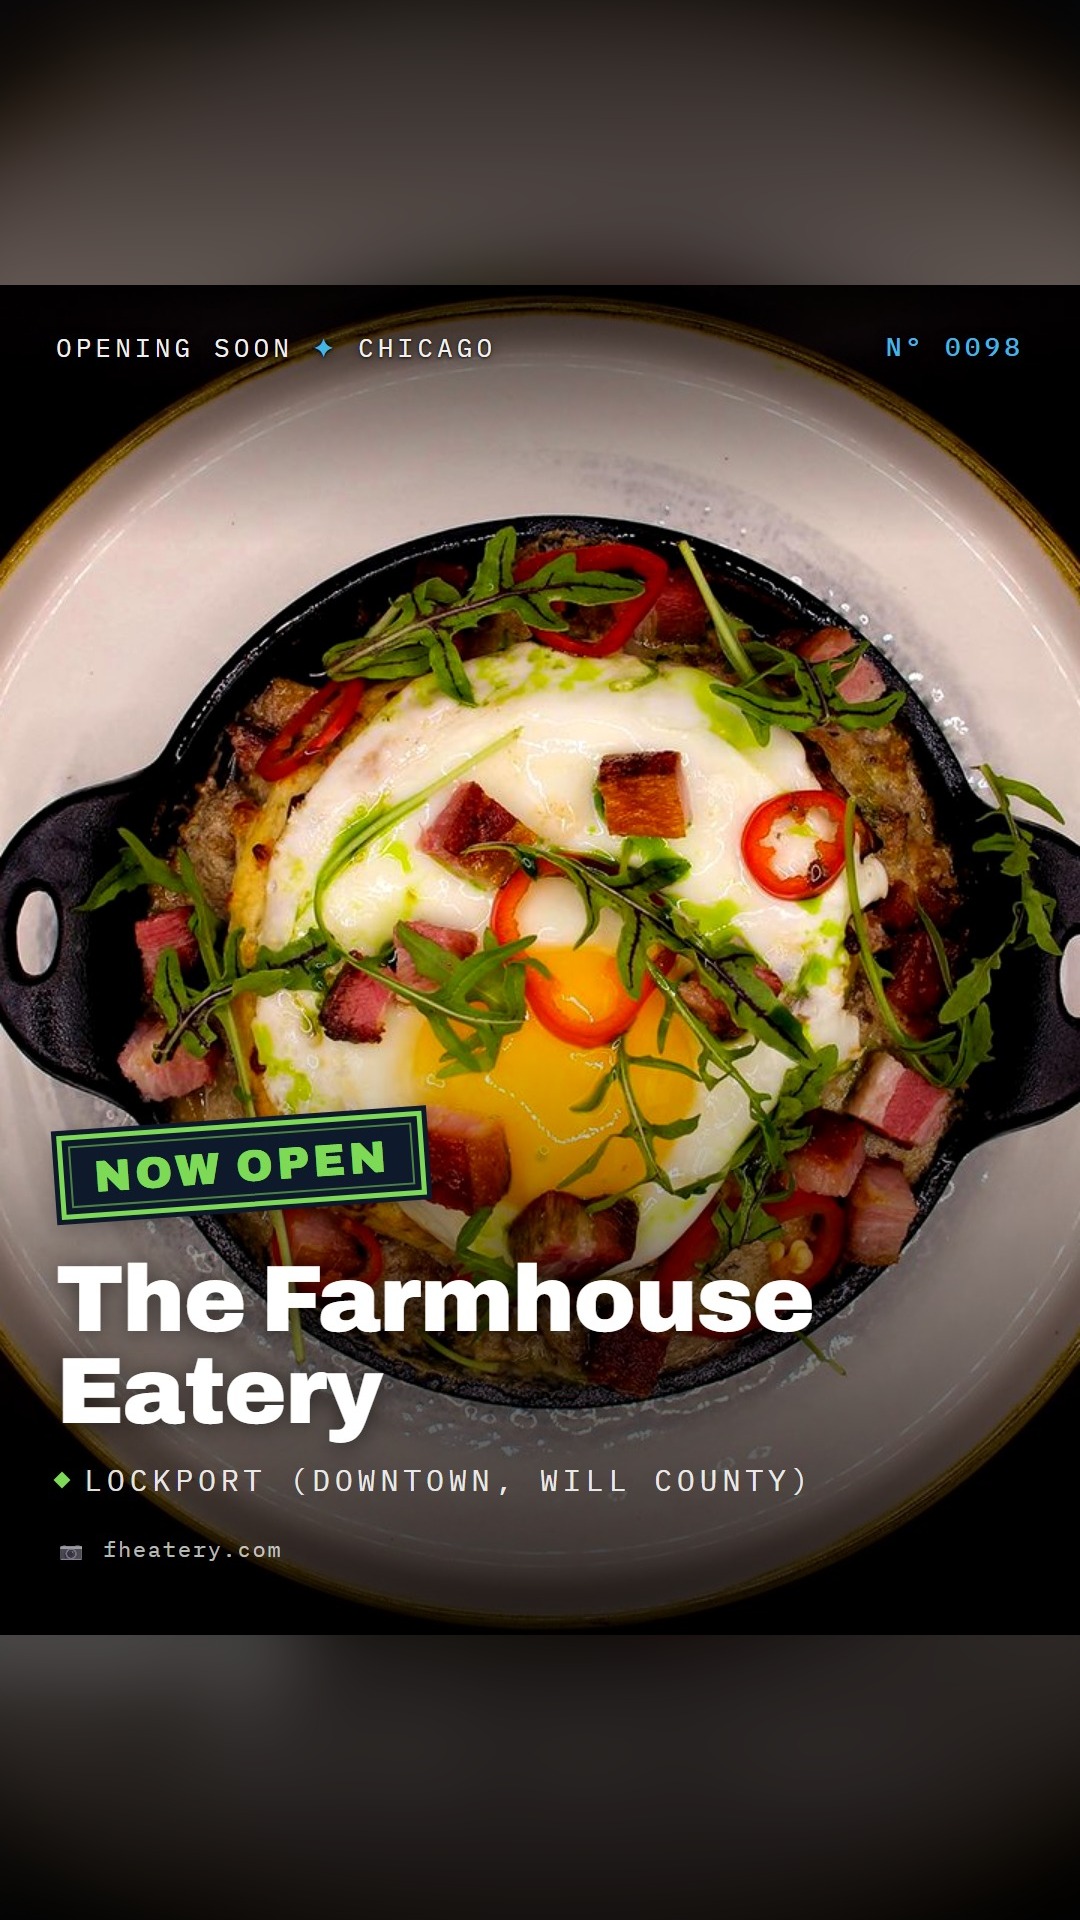 OPENING SOON ✦ CHICAGO
N° 0098
NOW OPEN
The Farmhouse
Eatery
LOCKPORT (DOWNTOWN, WILL COUNTY)
fheatery.com